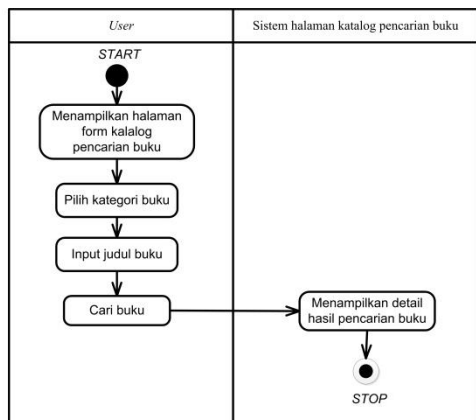 User
Sistem halaman katalog pencarian buku
START
Menampilkan halaman
form kalalog
pencarian buku
Pilih kategori buku
Input judul buku
Cari buku
Menampilkan detail
hasil pencarian buku
STOP